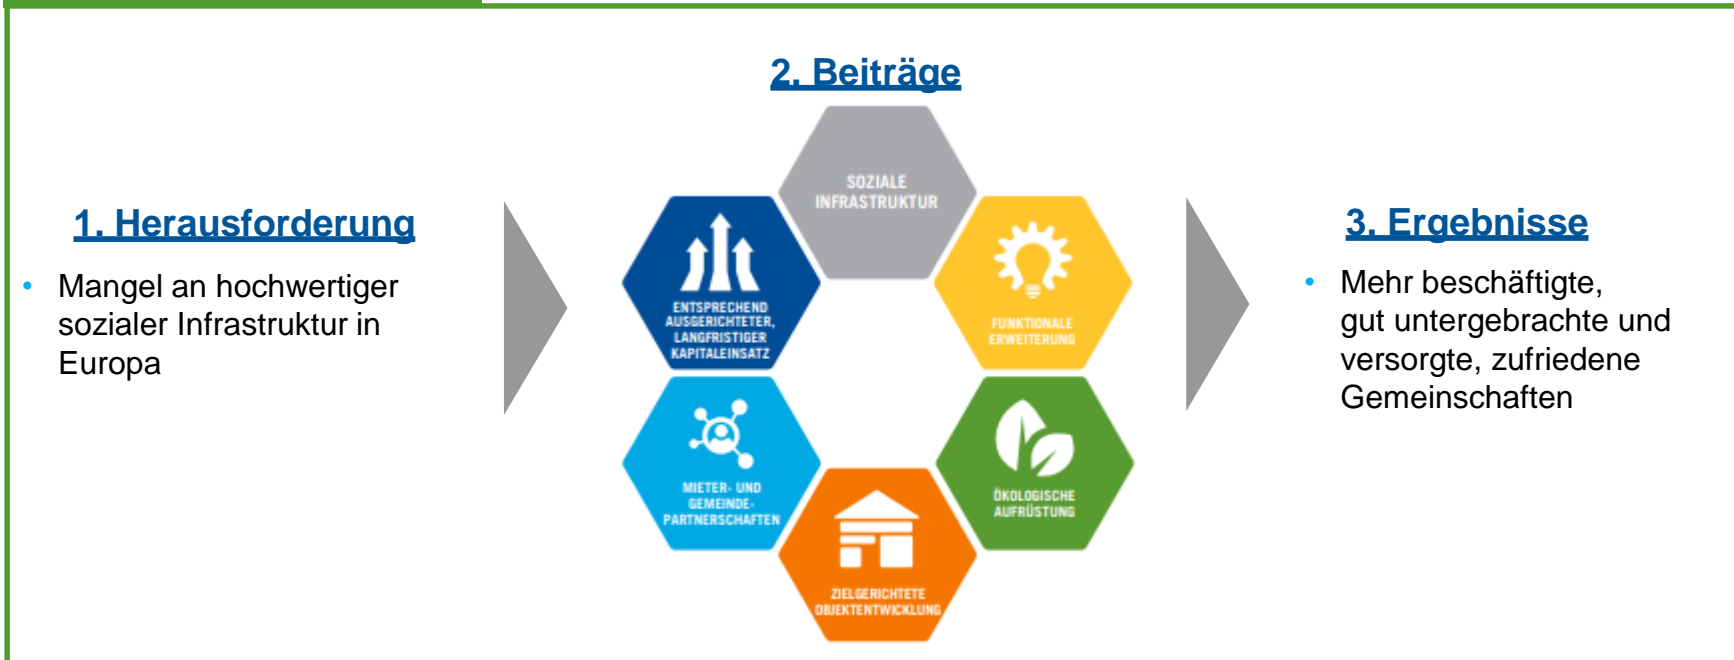 1. Herausforderung
• Mangel an hochwertiger
sozialer Infrastruktur in
Europa
2. Beiträge
SOZIALE
INFRASTRUKTUR
ENTSPRECHEND
AUSGERICHTETER,
LANGFRISTIGER
KAPITALEINSATZ
FUNKTIONALE
ERWEITERUNG
MIETER- UND
GEMEINDE-
PARTNERSCHAFTEN
ÖKOLOGISCHE
AUFRÜSTUNG
ZIELGERICHTETE
OBJEKTENTWICKLUNG
3. Ergebnisse
• Mehr beschäftigte,
gut untergebrachte und
versorgte, zufriedene
Gemeinschaften